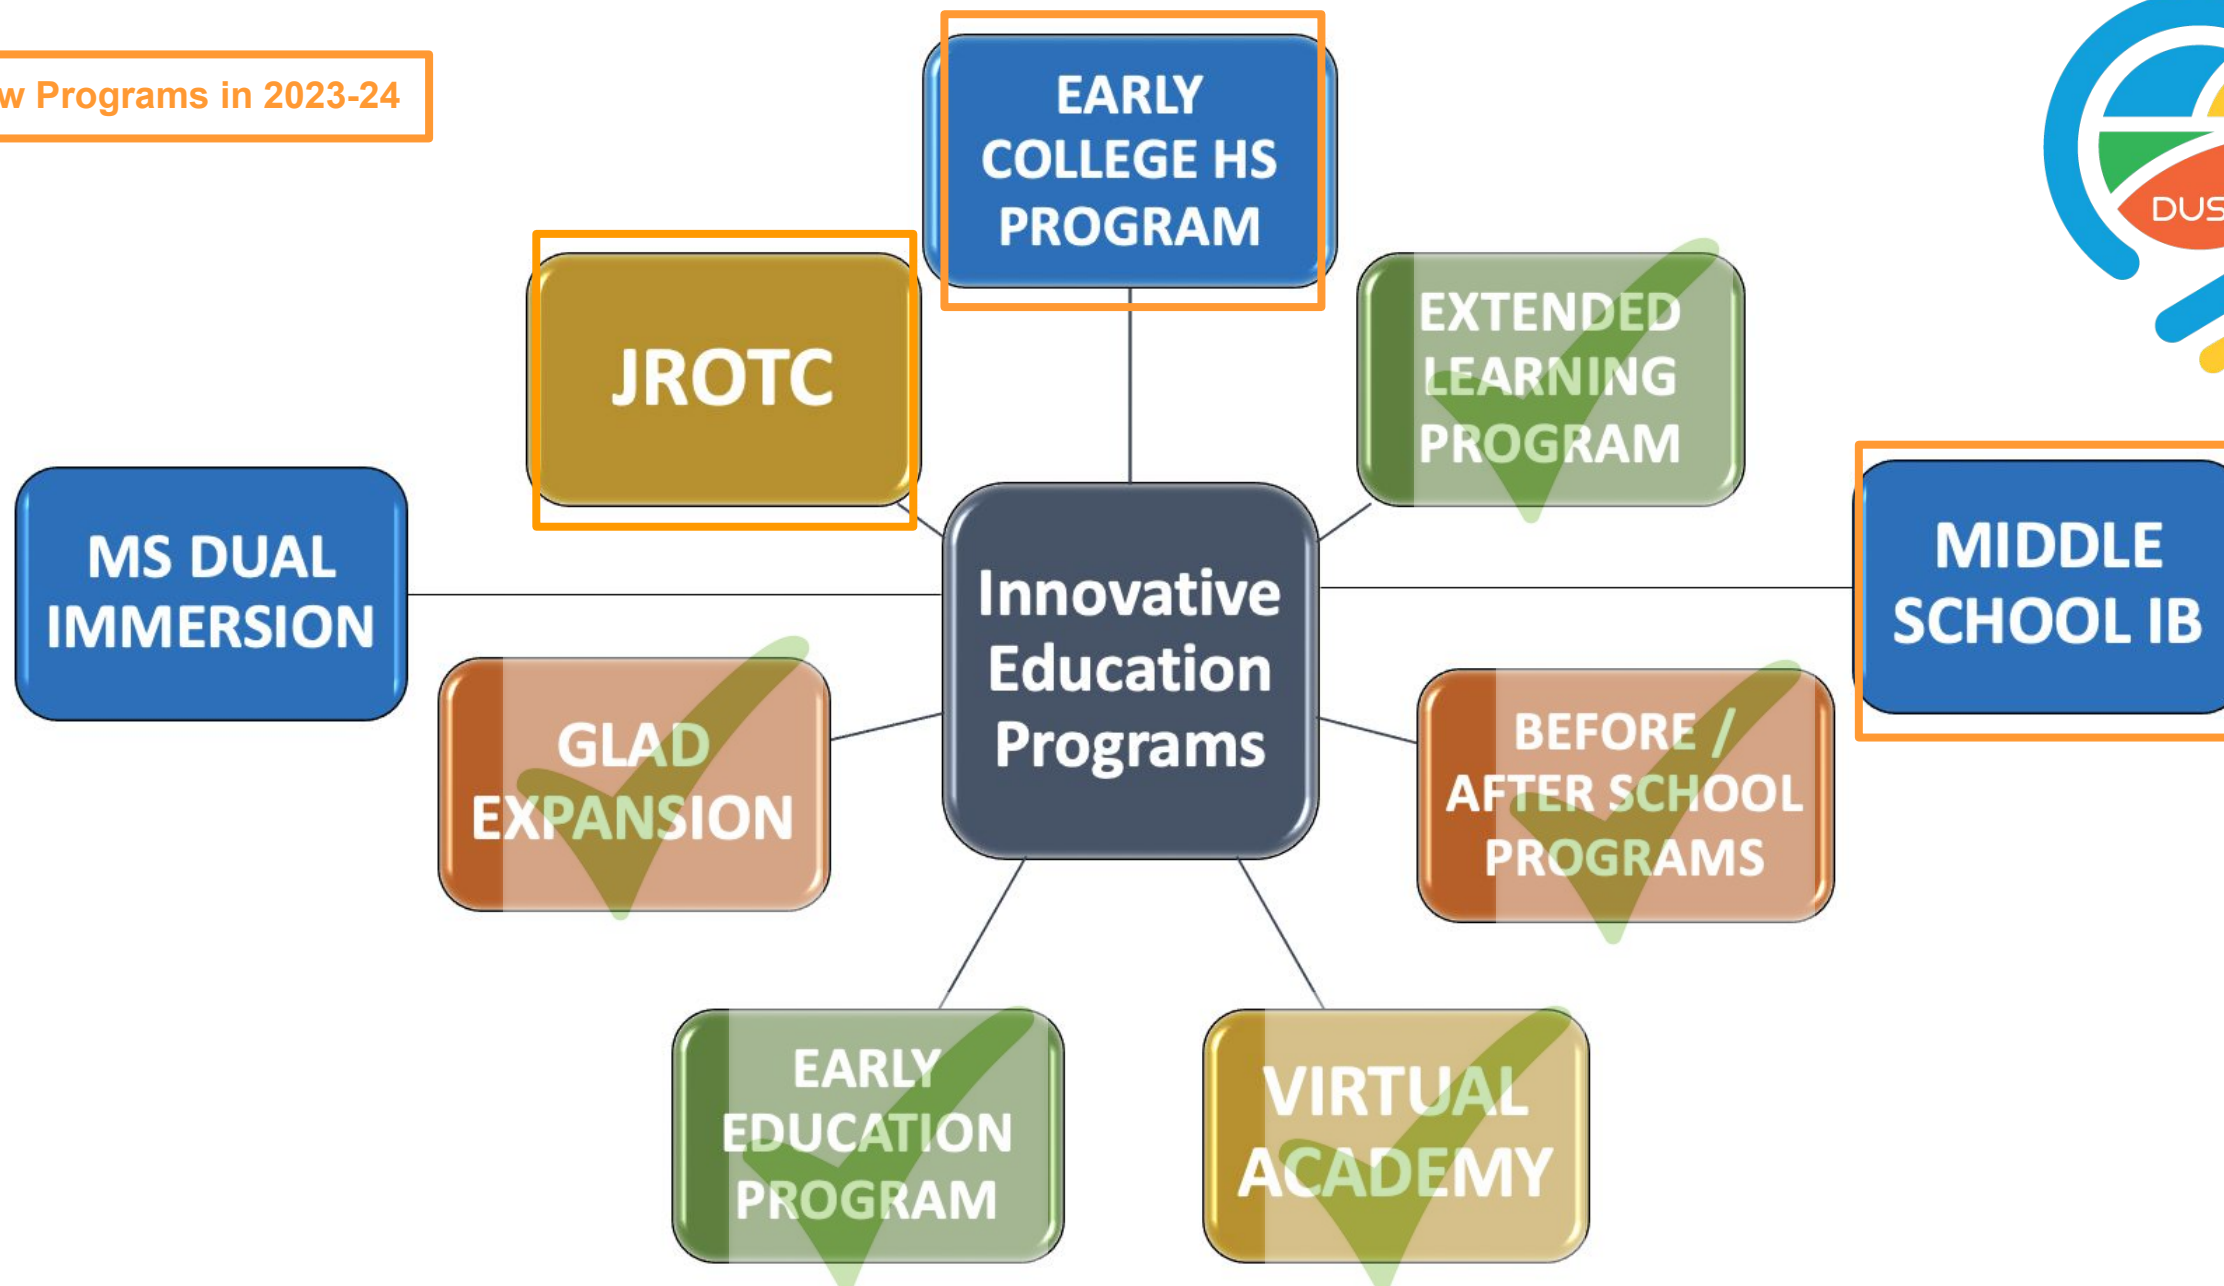 Programs in 2023-24
EARLY
COLLEGE HS
PROGRAM
JROTC
EXTENDED
LEARNING
PROGRAM
MS DUAL
IMMERSION
Innovative
Education
Programs
MIDDLE
SCHOOL IB
GLAD
EXPANSION
BEFORE /
AFTER SCHOOL
PROGRAMS
EARLY
EDUCATION
PROGRAM
VIRTUAL
ACADEMY